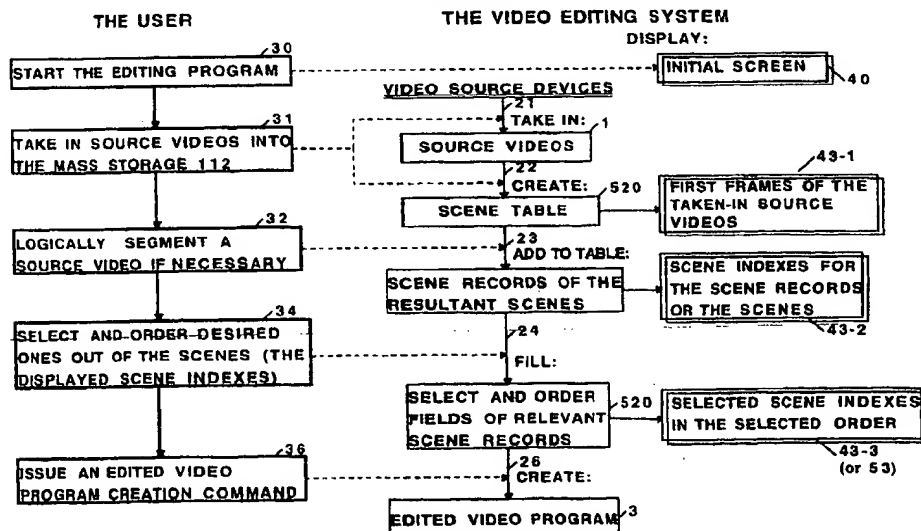 THE USER
THE VIDEO EDITING SYSTEM
DISPLAY:
30
START THE EDITING PROGRAM
INITIAL SCREEN
40
VIDEO SOURCE DEVICES
21
TAKE IN:
1
31
TAKE IN SOURCE VIDEOS INTO
THE MASS STORAGE 112
SOURCE VIDEOS
22
CREATE:
520
SCENE TABLE
43-1
FIRST FRAMES OF THE
TAKEN-IN SOURCE
VIDEOS
32
LOGICALLY SEGMENT A
SOURCE VIDEO IF NECESSARY
23
ADD TO TABLE:
SCENE RECORDS OF THE
RESULTANT SCENES
SCENE INDEXES FOR
THE SCENE RECORDS
OR THE SCENES
43-2
34
SELECT AND ORDER DESIRED
ONES OUT OF THE SCENES (THE
DISPLAYED SCENE INDEXES)
24
FILL:
520
SELECT AND ORDER
FIELDS OF RELEVANT
SCENE RECORDS
SELECTED SCENE INDEXES
IN THE SELECTED ORDER
43-3
(or 53)
36
ISSUE AN EDITED VIDEO
PROGRAM CREATION COMMAND
26
CREATE:
3
EDITED VIDEO PROGRAM